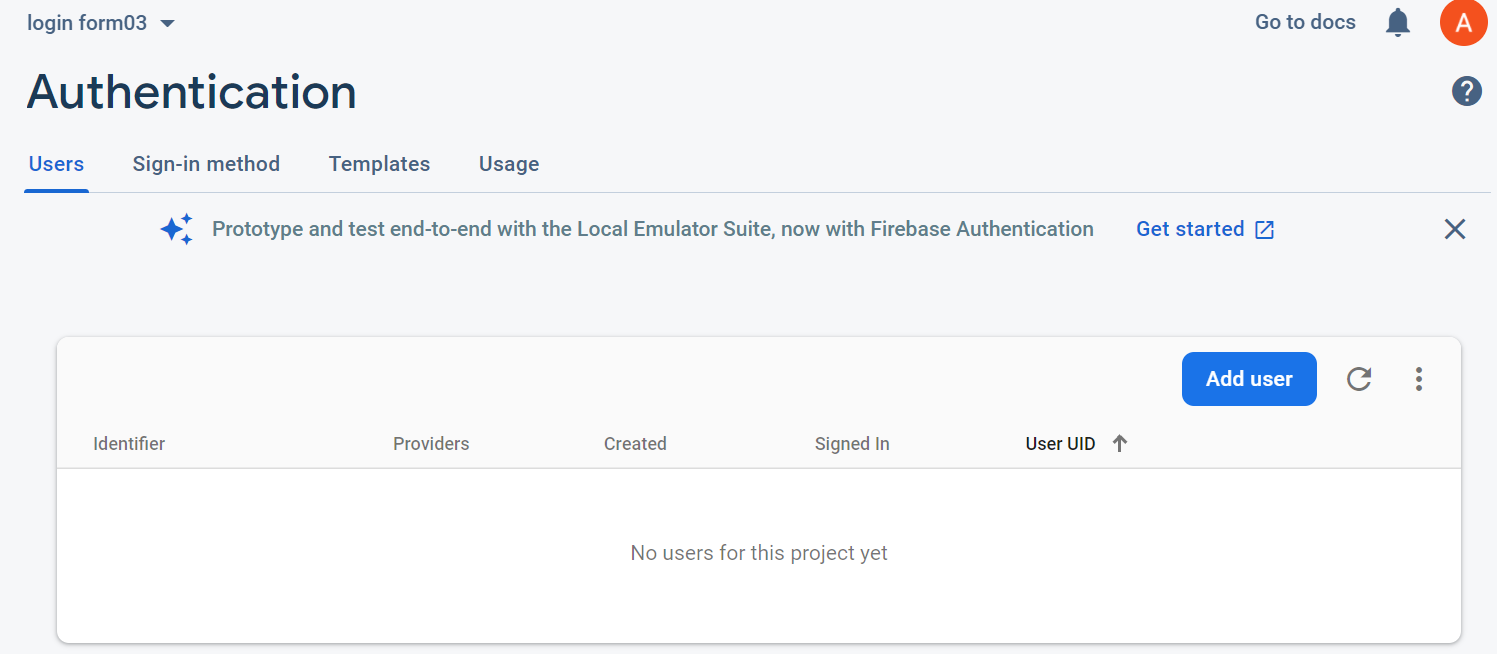 login form03
Go to docs
A
Authentication
?
Users Sign-in method Templates Usage
Prototype and test end-to-end with the Local Emulator Suite, now with Firebase Authentication Get started
Add user
Identifier Providers Created Signed In User UID
No users for this project yet